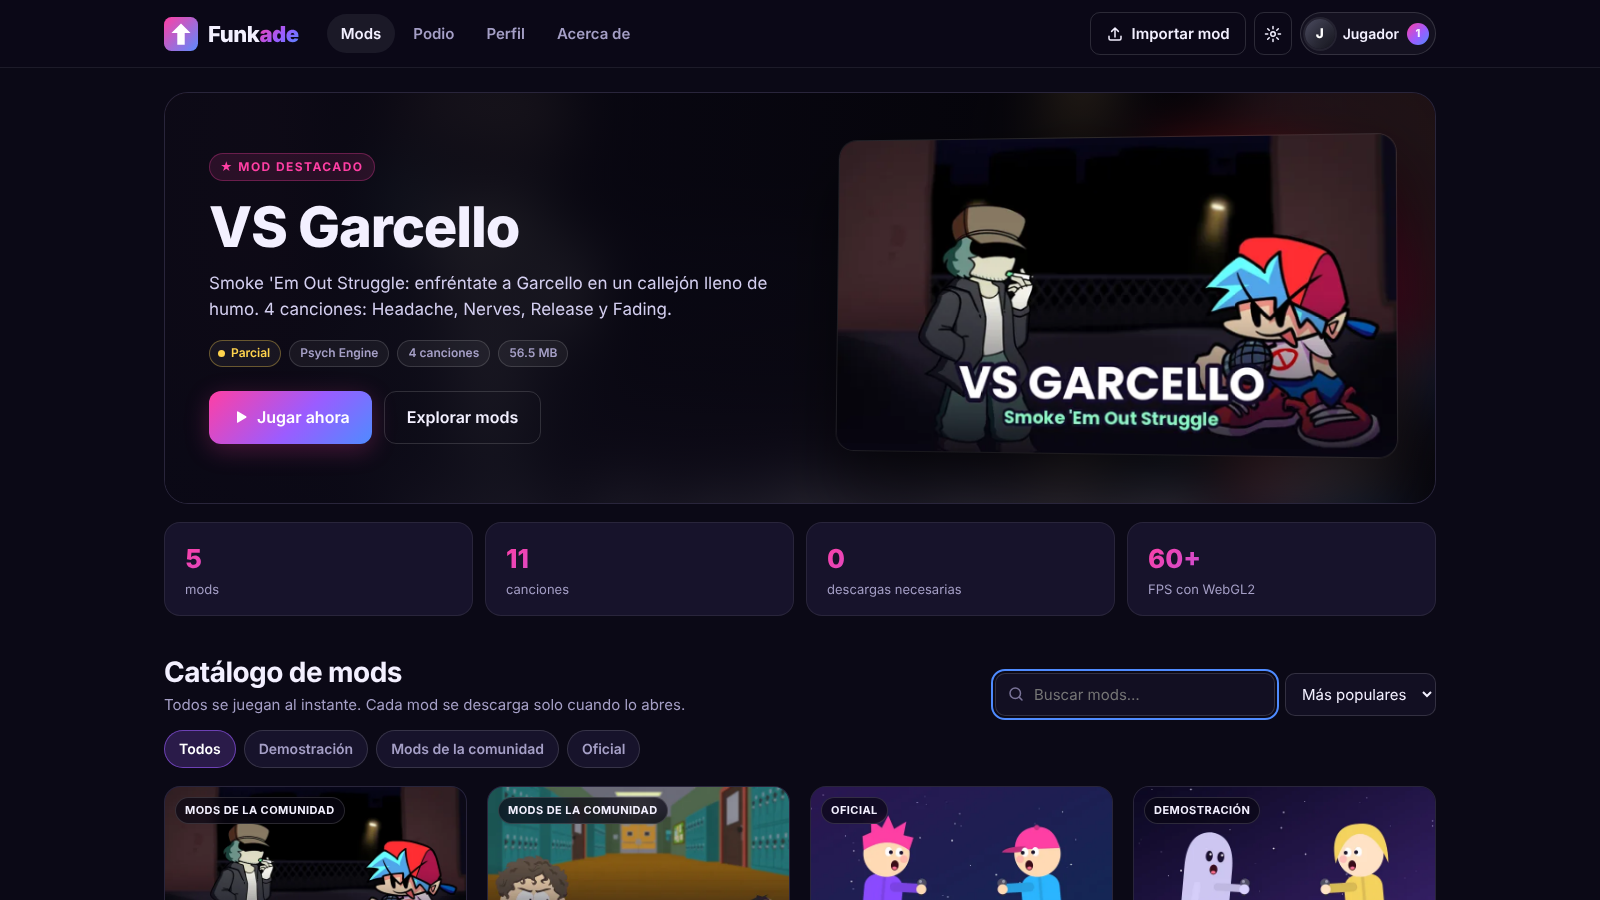 Funkade
Mods
Podio
Perfil
Acerca de
Importar mod
J
Jugador
1
★ MOD DESTACADO
VS Garcello
Smoke 'Em Out Struggle: enfréntate a Garcello en un callejón lleno de
humo. 4 canciones: Headache, Nerves, Release y Fading.
Parcial
Psych Engine
4 canciones
56.5 MB
Jugar ahora
Explorar mods
VS GARCELLO
Smoke 'Em Out Struggle
5
mods
11
canciones
0
descargas necesarias
60+
FPS con WebGL2
Catálogo de mods
Todos se juegan al instante. Cada mod se descarga solo cuando lo abres.
Buscar mods...
Más populares
Todos
Demostración
Mods de la comunidad
Oficial
MODS DE LA COMUNIDAD
MODS DE LA COMUNIDAD
OFICIAL
DEMOSTRACIÓN